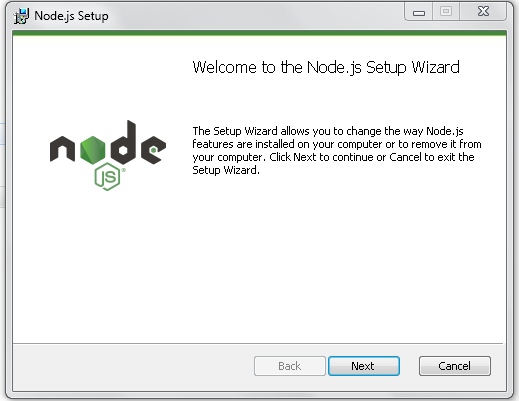 Node.js Setup
Welcome to the Node.js Setup Wizard
node
JS
The Setup Wizard allows you to change the way Node.js
features are installed on your computer or to remove it from
your computer. Click Next to continue or Cancel to exit the
Setup Wizard.
Back
Next
Cancel